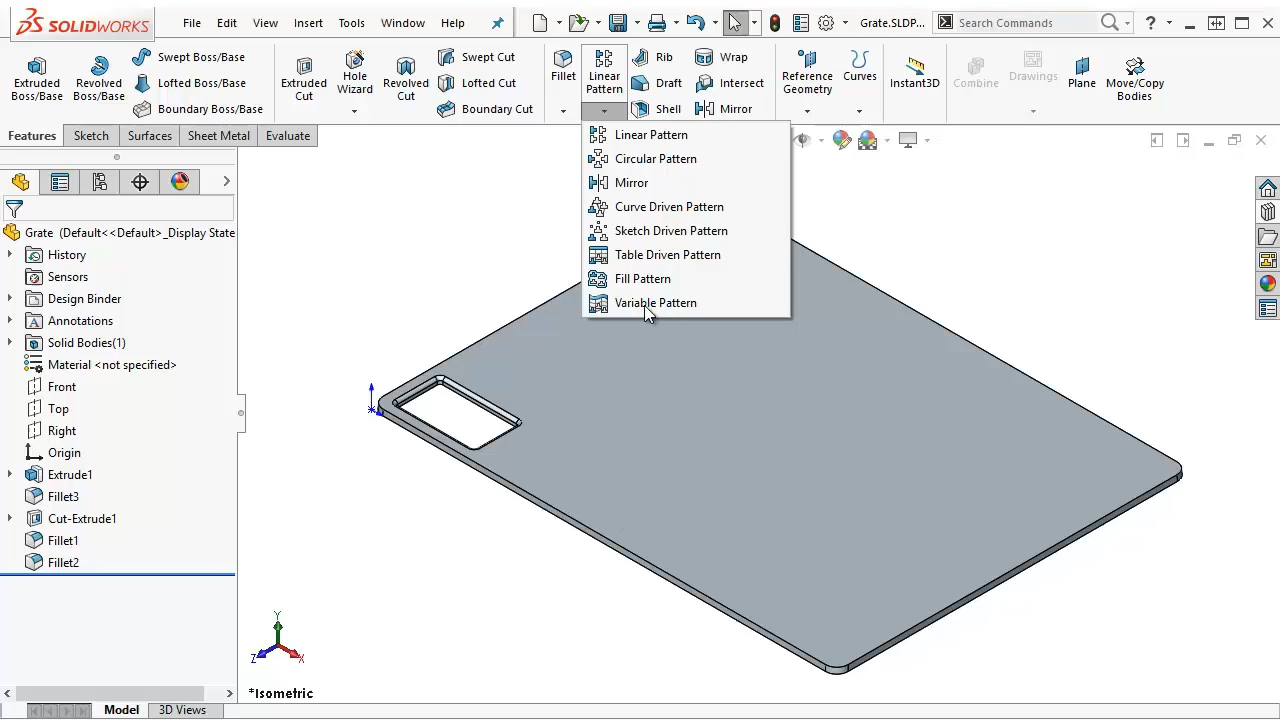 SOLIDWORKS
File Edit View Insert Tools Window Help
Grate.SLDP...
Search Commands
?
Extruded Boss/Base
Revolved Boss/Base
Swept Boss/Base
Lofted Boss/Base
Boundary Boss/Base
Extruded Cut
Hole Wizard
Revolved Cut
Swept Cut
Lofted Cut
Boundary Cut
Fillet
Linear Pattern
Rib
Draft
Shell
Wrap
Intersect
Mirror
Reference Geometry
Curves
Instant3D
Combine
Drawings
Plane
Move/Copy Bodies
Features Sketch Surfaces Sheet Metal Evaluate
Linear Pattern
Circular Pattern
Mirror
Curve Driven Pattern
Sketch Driven Pattern
Table Driven Pattern
Fill Pattern
Variable Pattern
Grate (Default<<Default>_Display State
History
Sensors
Design Binder
Annotations
Solid Bodies(1)
Material <not specified>
Front
Top
Right
Origin
Extrude1
Fillet3
Cut-Extrude1
Fillet1
Fillet2
Y
Z
X
*Isometric
Model 3D Views